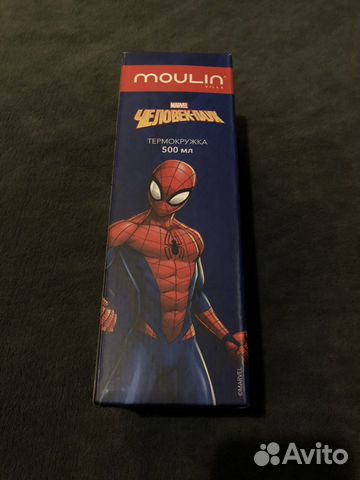 MOULIN
VILLA
MARVEL
ЧЕЛОВЕК-ПАУК
ТЕРМОКРУЖКА
500 мл
©MARVEL
Avito